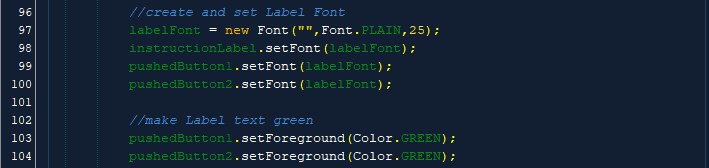 96 //create and set Label Font
97 labelFont = new Font("",Font.PLAIN,25);
98 instructionLabel.setFont(labelFont);
99 pushedButton1.setFont(labelFont);
100 pushedButton2.setFont(labelFont);
101
102 //make Label text green
103 pushedButton1.setForeground(Color.GREEN);
104 pushedButton2.setForeground(Color.GREEN);